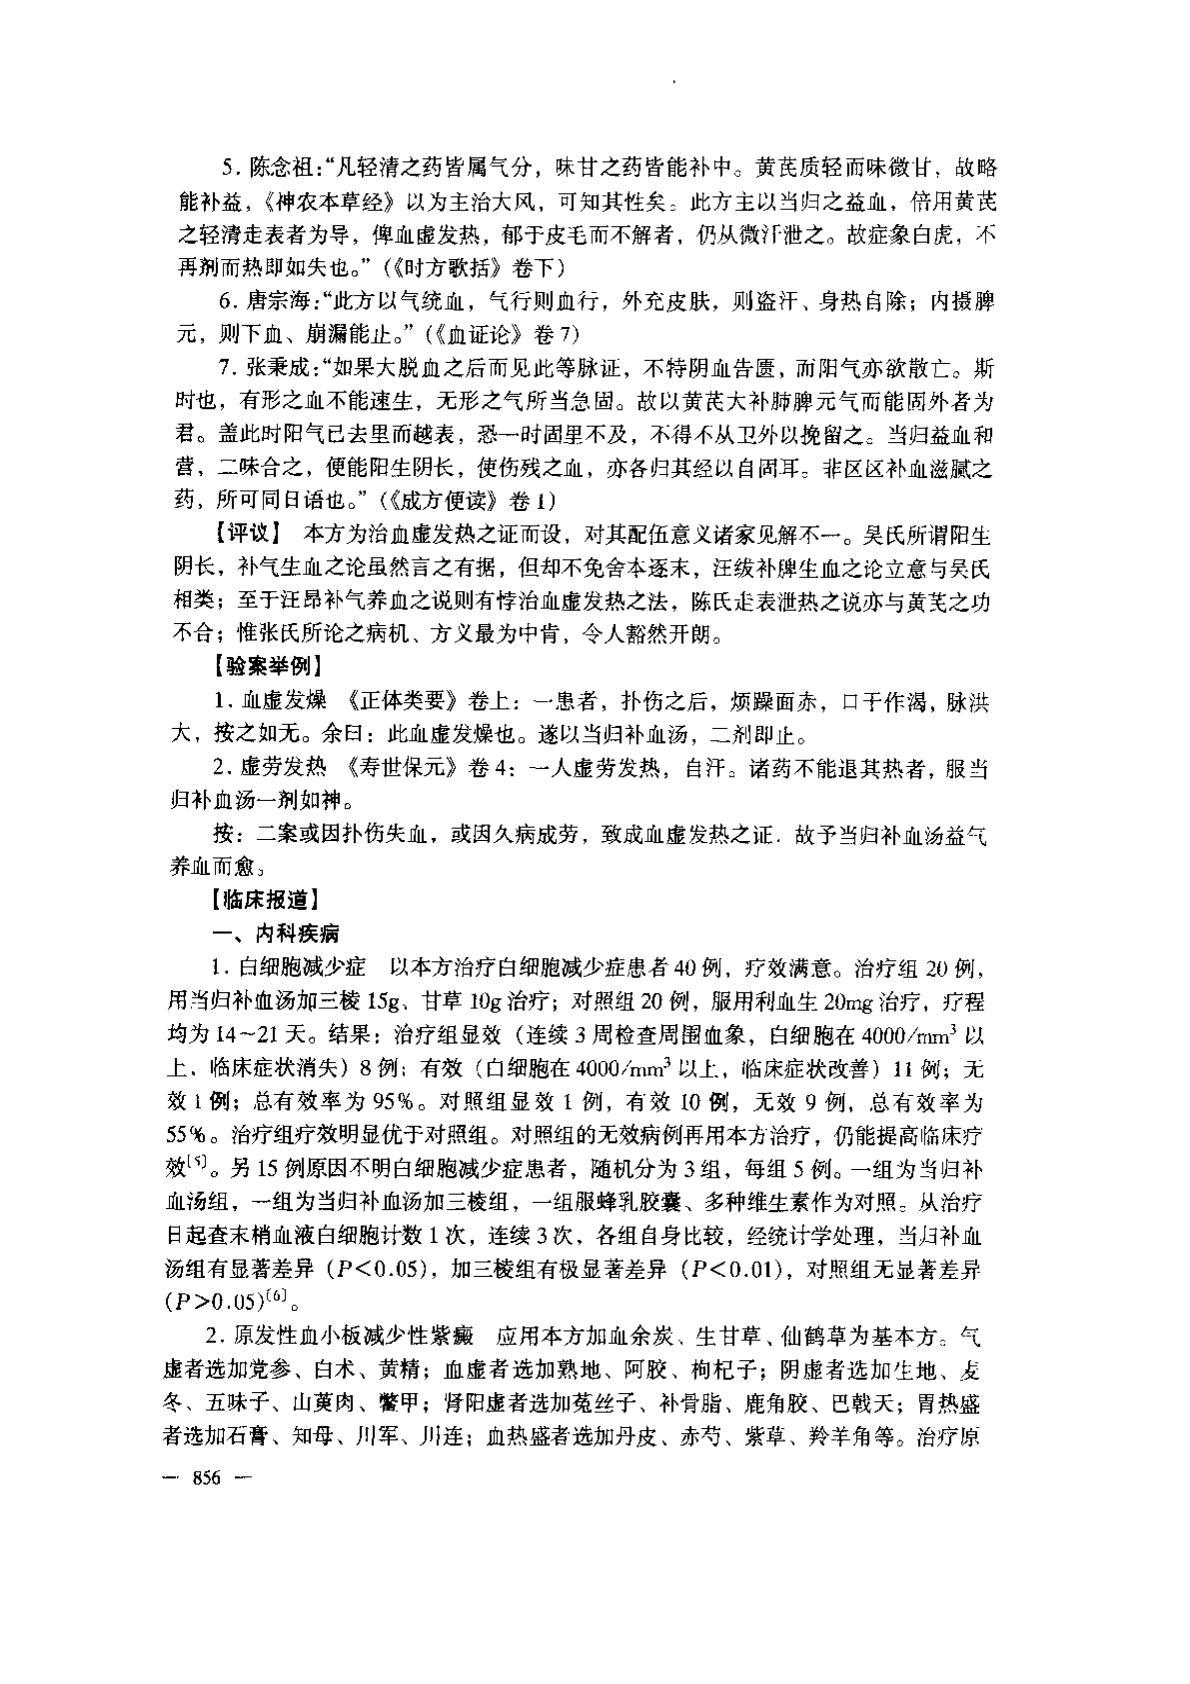 5. 陈念祖:“凡轻清之药皆属气分，味甘之药皆能补中。黄芪质轻而味微甘，故略
能补益，《神农本草经》以为主治大风，可知其性矣。此方主以当归之益血，倍用黄芪
之轻清走表者为导，俾血虚发热，郁于皮毛而不解者，仍从微汗泄之。故症象白虎，不
再剂而热即如失也。”（《时方歌括》卷下）
6. 唐宗海:“此方以气统血，气行则血行，外充皮肤，则盗汗、身热自除；内摄脾
元，则下血、崩漏能止。”（《血证论》卷 7）
7. 张秉成:“如果大脱血之后而见此等脉证，不特阴血告匮，而阳气亦欲散亡。斯
时也，有形之血不能速生，无形之气所当急固。故以黄芪大补肺脾元气而能固外者为
君。盖此时阳气已去里而越表，恐一时固里不及，不得不从卫外以挽留之。当归益血和
营，二味合之，便能阳生阴长，使伤残之血，亦各归其经以自固耳。非区区补血滋腻之
药，所可同日语也。”（《成方便读》卷 1）
【评议】 本方为治血虚发热之证而设，对其配伍意义诸家见解不一。吴氏所谓阳生
阴长，补气生血之论虽然言之有据，但却不免舍本逐末，汪绂补牌生血之论立意与吴氏
相类；至于汪昂补气养血之说则有悖治血虚发热之法，陈氏走表泄热之说亦与黄芪之功
不合；惟张氏所论之病机、方义最为中肯，令人豁然开朗。
【验案举例】
1. 血虚发燥 《正体类要》卷上：一患者，扑伤之后，烦躁面赤，口干作渴，脉洪
大，按之如无。余曰：此血虚发燥也。遂以当归补血汤，二剂即止。
2. 虚劳发热 《寿世保元》卷 4：一人虚劳发热，自汗。诸药不能退其热者，服当
归补血汤一剂如神。
按：二案或因扑伤失血，或因久病成劳，致成血虚发热之证．故予当归补血汤益气
养血而愈。
【临床报道】
一、内科疾病
1. 白细胞减少症 以本方治疗白细胞减少症患者 40 例，疗效满意。治疗组 20 例，
用当归补血汤加三棱 15g、甘草 10g 治疗；对照组 20 例，服用利血生 20mg 治疗，疗程
均为 14～21 天。结果：治疗组显效（连续 3 周检查周围血象，白细胞在 4000/mm³ 以
上，临床症状消失）8 例；有效（白细胞在 4000/mm³ 以上，临床症状改善）11 例；无
效 1 例；总有效率为 95%。对照组显效 1 例，有效 10 例，无效 9 例，总有效率为
55%。治疗组疗效明显优于对照组。对照组的无效病例再用本方治疗，仍能提高临床疗
效〔5〕。另 15 例原因不明白细胞减少症患者，随机分为 3 组，每组 5 例。一组为当归补
血汤组，一组为当归补血汤加三棱组，一组服蜂乳胶囊、多种维生素作为对照。从治疗
日起查末梢血液白细胞计数 1 次，连续 3 次，各组自身比较，经统计学处理，当归补血
汤组有显著差异（P＜0.05），加三棱组有极显著差异（P＜0.01），对照组无显著差异
（P＞0.05）〔6〕。
2. 原发性血小板减少性紫癜 应用本方加血余炭、生甘草、仙鹤草为基本方。气
虚者选加党参、白术、黄精；血虚者选加熟地、阿胶、枸杞子；阴虚者选加生地、麦
冬、五味子、山萸肉、鳖甲；肾阳虚者选加菟丝子、补骨脂、鹿角胶、巴戟天；胃热盛
者选加石膏、知母、川军、川连；血热盛者选加丹皮、赤芍、紫草、羚羊角等。治疗原
— 856 —